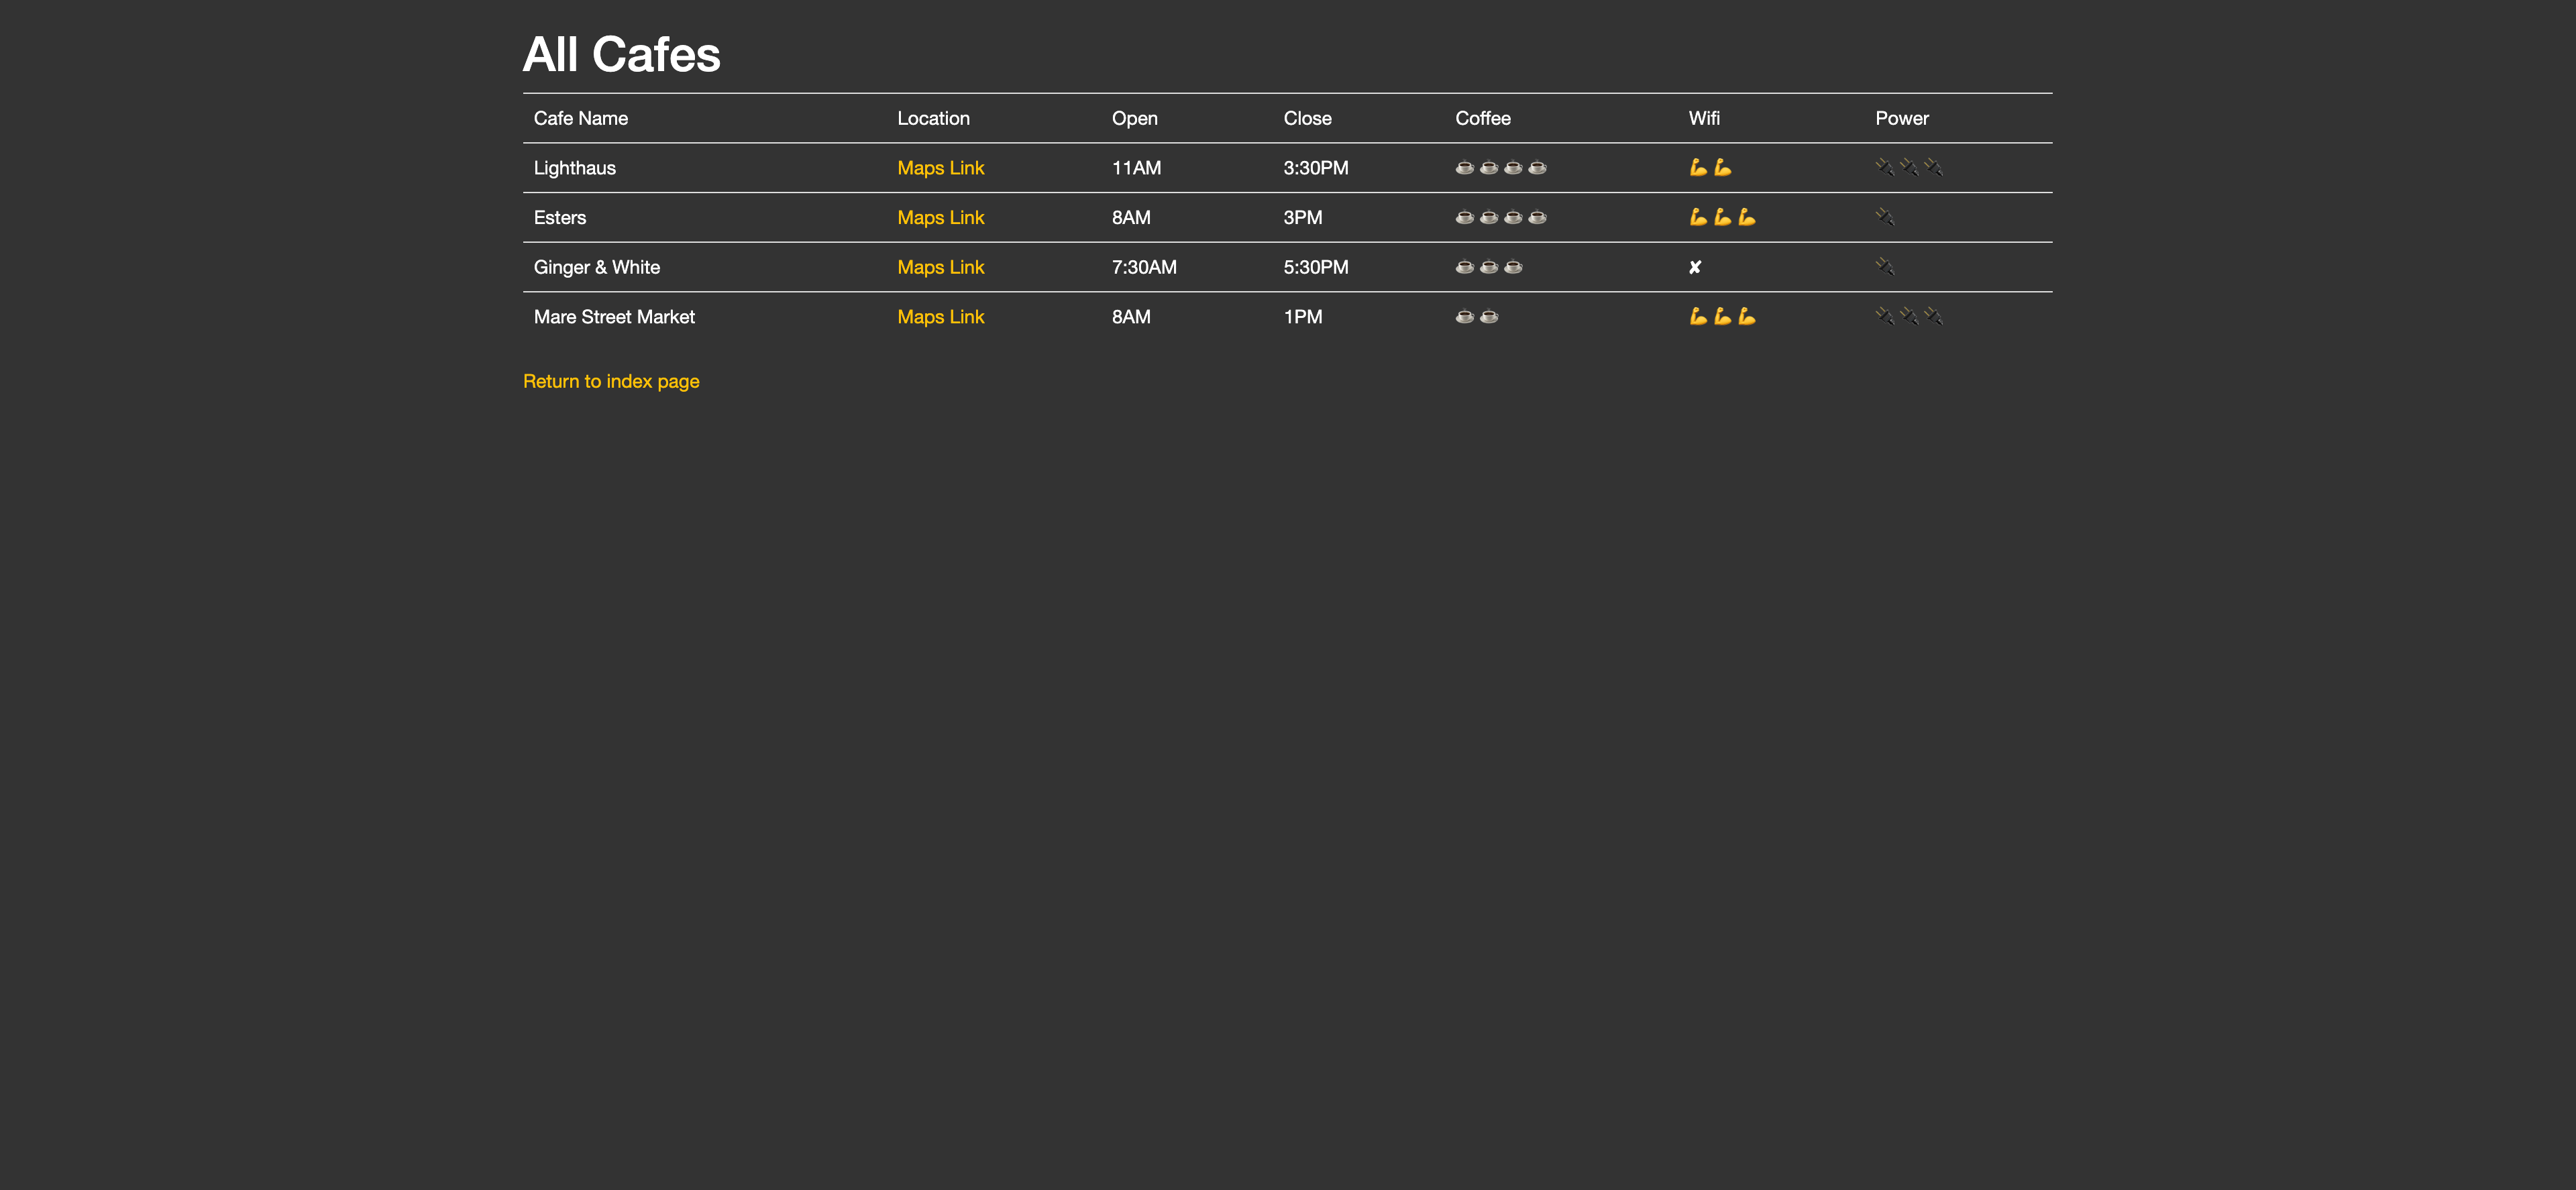 All Cafes
Cafe Name Location Open Close Coffee Wifi Power
Lighthaus Maps Link 11AM 3:30PM ☕☕☕☕ 💪💪 🔌🔌🔌
Esters Maps Link 8AM 3PM ☕☕☕☕ 💪💪💪 🔌
Ginger & White Maps Link 7:30AM 5:30PM ☕☕☕ ✘ 🔌
Mare Street Market Maps Link 8AM 1PM ☕☕ 💪💪💪 🔌🔌🔌
Return to index page